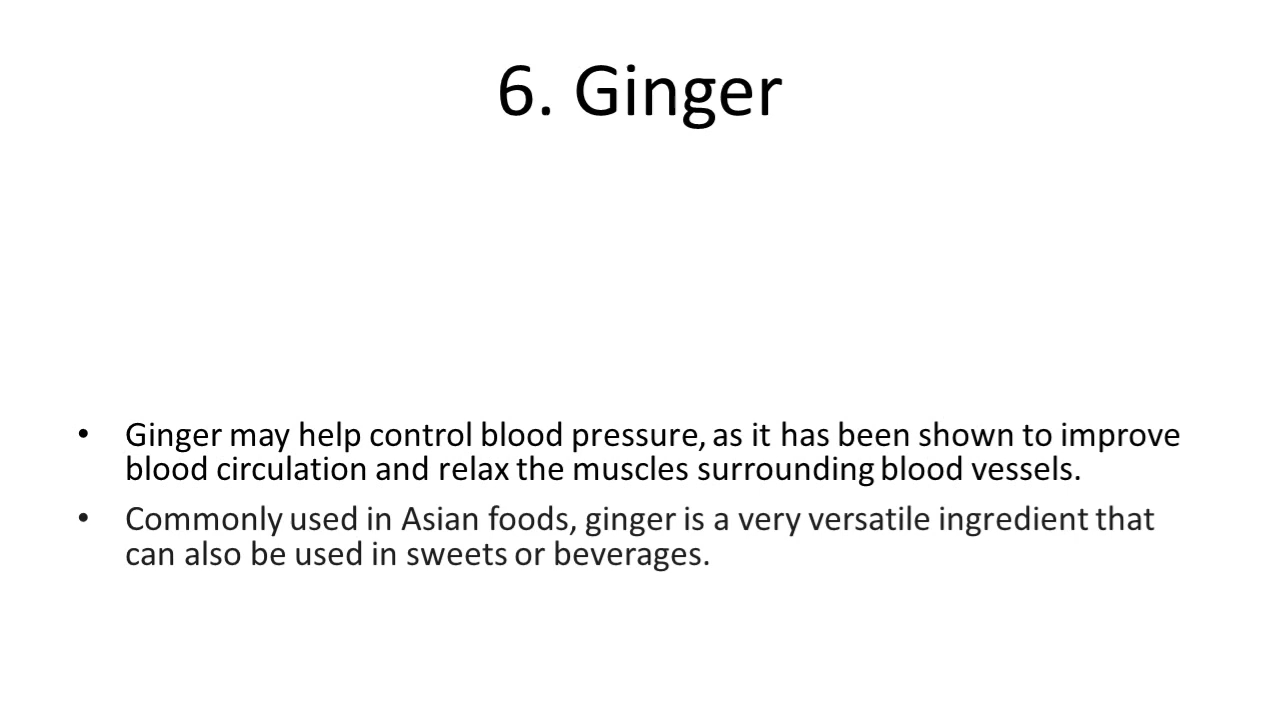 6. Ginger
• Ginger may help control blood pressure, as it has been shown to improve
blood circulation and relax the muscles surrounding blood vessels.
• Commonly used in Asian foods, ginger is a very versatile ingredient that
can also be used in sweets or beverages.